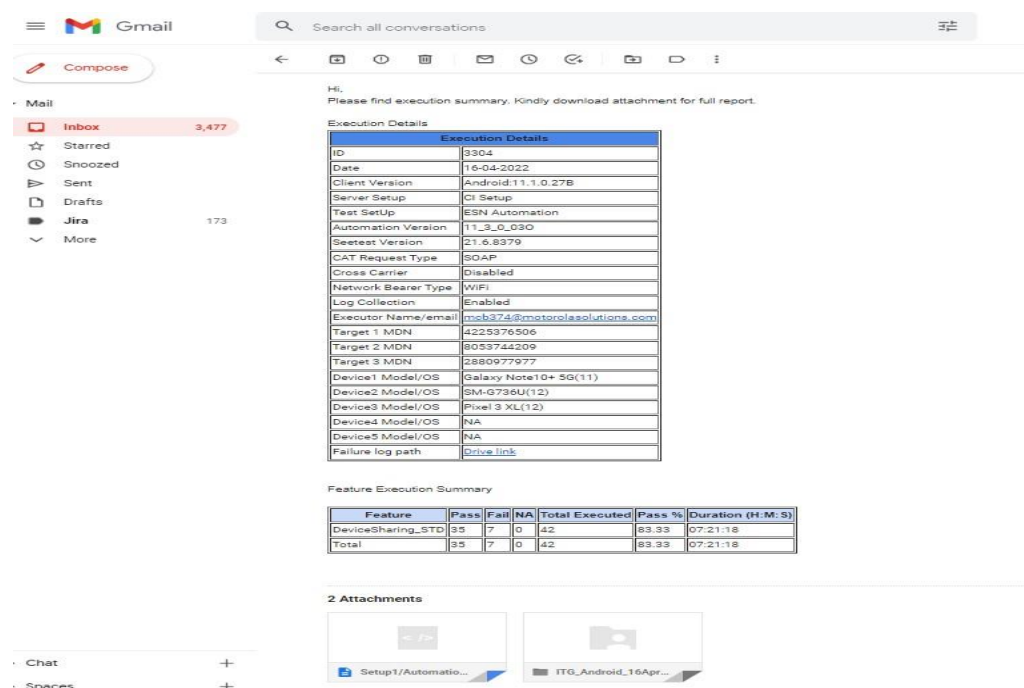 Gmail
Search all conversations
Compose
Mail
Inbox 3,477
Starred
Snoozed
Sent
Drafts
Jira 173
More
Hi,
Please find execution summary. Kindly download attachment for full report.
Execution Details
Execution Details
ID 3304
Date 16-04-2022
Client Version Android:11.1.0.27B
Server Setup CI Setup
Test SetUp ESN Automation
Automation Version 11_3_0_03O
Seetest Version 21.6.8379
CAT Request Type SOAP
Cross Carrier Disabled
Network Bearer Type WiFi
Log Collection Enabled
Executor Name/email mcb374@motorolasolutions.com
Target 1 MDN 4225376506
Target 2 MDN 8053744209
Target 3 MDN 2880977977
Device1 Model/OS Galaxy Note10+ 5G(11)
Device2 Model/OS SM-G736U(12)
Device3 Model/OS Pixel 3 XL(12)
Device4 Model/OS NA
Device5 Model/OS NA
Failure log path Drive link
Feature Execution Summary
Feature Pass Fail NA Total Executed Pass % Duration (H:M:S)
DeviceSharing_STD 35 7 0 42 83.33 07:21:18
Total 35 7 0 42 83.33 07:21:18
2 Attachments
Setup1/Automatio...
ITG_Android_16Apr...
Chat
Spaces